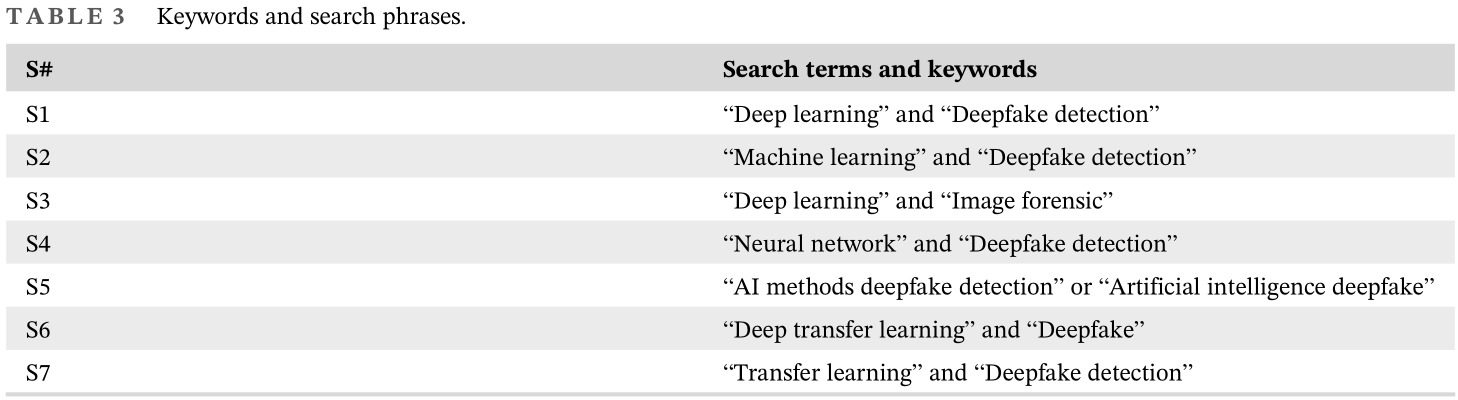 TABLE 3 Keywords and search phrases.
S# Search terms and keywords
S1 “Deep learning” and “Deepfake detection”
S2 “Machine learning” and “Deepfake detection”
S3 “Deep learning” and “Image forensic”
S4 “Neural network” and “Deepfake detection”
S5 “AI methods deepfake detection” or “Artificial intelligence deepfake”
S6 “Deep transfer learning” and “Deepfake”
S7 “Transfer learning” and “Deepfake detection”